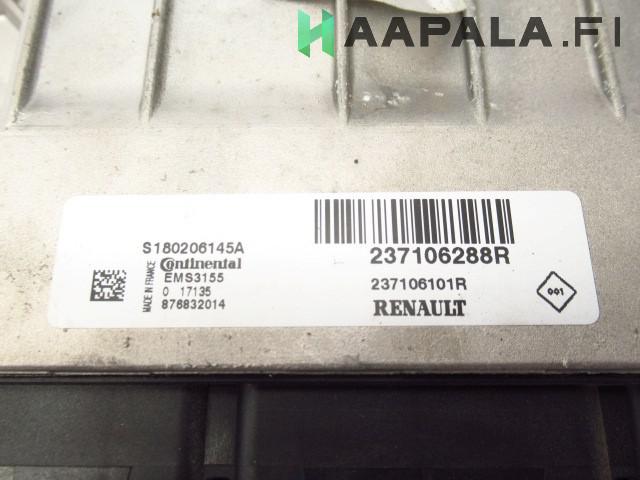 HAAPALA.FI
S180206145A
Continental
EMS3155
0 17135
876832014
MADE IN FRANCE
237106288R
237106101R
RENAULT
001